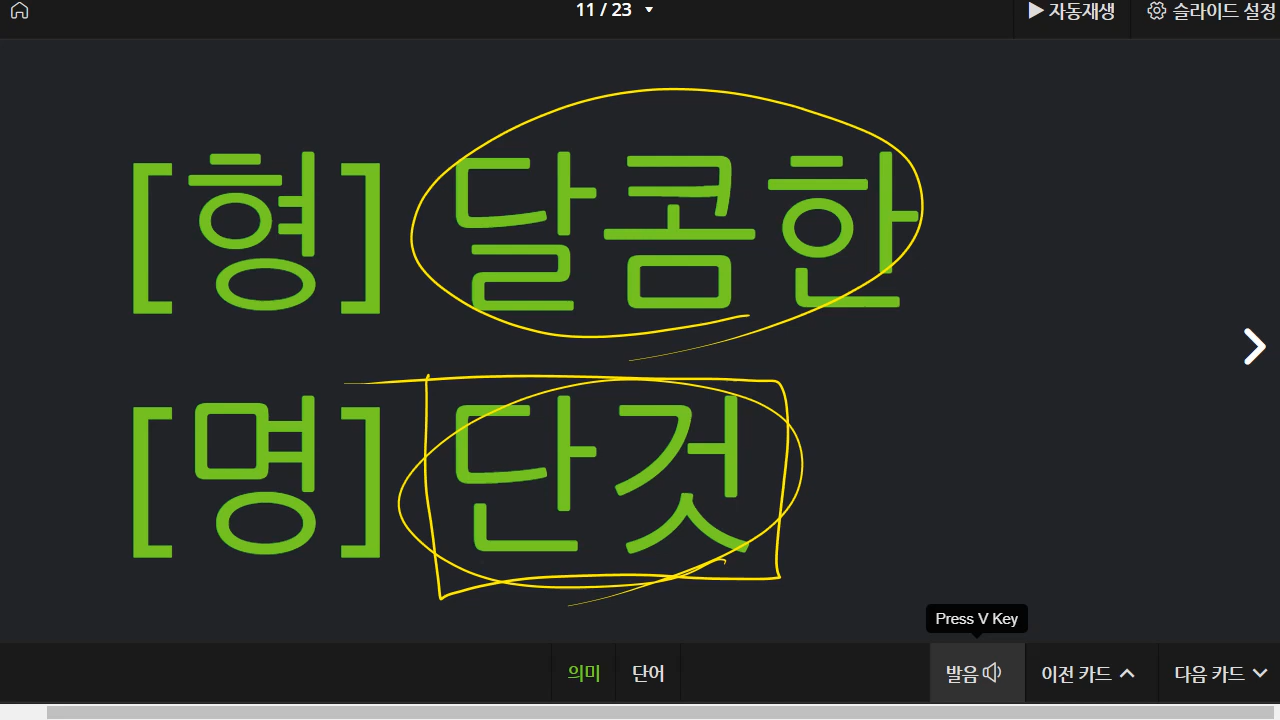 11 / 23
자동재생
슬라이드 설정
[형] 달콤한
[명] 단것
Press V Key
의미
단어
발음
이전 카드
다음 카드